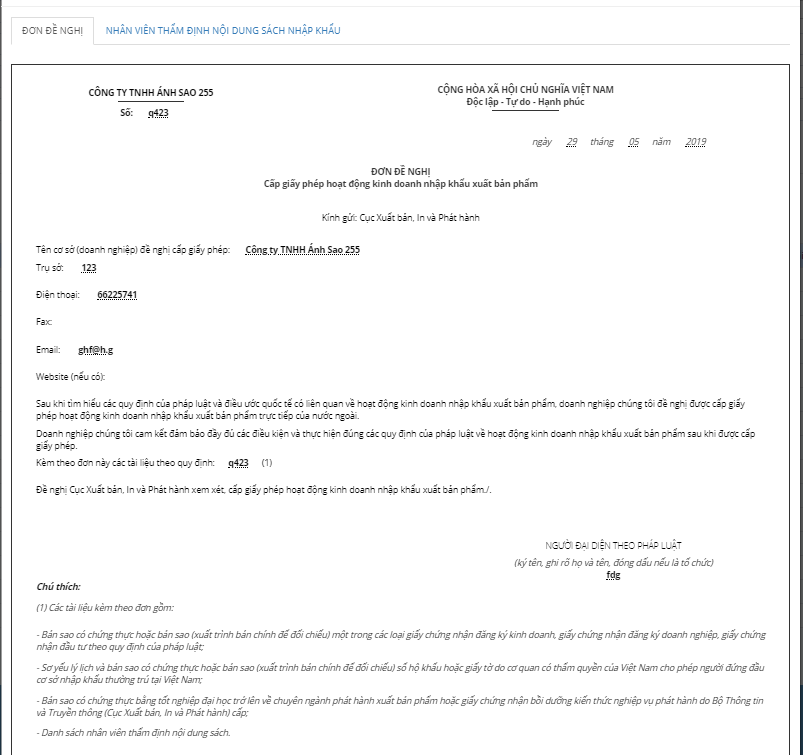 ĐƠN ĐỀ NGHỊ NHÂN VIÊN THẨM ĐỊNH NỘI DUNG SÁCH NHẬP KHẨU
CÔNG TY TNHH ÁNH SAO 255
Số: q423
CỘNG HÒA XÃ HỘI CHỦ NGHĨA VIỆT NAM
Độc lập - Tự do - Hạnh phúc
ngày 29 tháng 05 năm 2019
ĐƠN ĐỀ NGHỊ
Cấp giấy phép hoạt động kinh doanh nhập khẩu xuất bản phẩm
Kính gửi: Cục Xuất bản, In và Phát hành
Tên cơ sở (doanh nghiệp) đề nghị cấp giấy phép: Công ty TNHH Ánh Sao 255
Trụ sở: 123
Điện thoại: 66225741
Fax:
Email: ghf@h.g
Website (nếu có):
Sau khi tìm hiểu các quy định của pháp luật và điều ước quốc tế có liên quan về hoạt động kinh doanh nhập khẩu xuất bản phẩm, doanh nghiệp chúng tôi đề nghị được cấp giấy
phép hoạt động kinh doanh nhập khẩu xuất bản phẩm trực tiếp của nước ngoài.
Doanh nghiệp chúng tôi cam kết đảm bảo đầy đủ các điều kiện và thực hiện đúng các quy định của pháp luật về hoạt động kinh doanh nhập khẩu xuất bản phẩm sau khi được cấp
giấy phép.
Kèm theo đơn này các tài liệu theo quy định: q423 (1)
Đề nghị Cục Xuất bản, In và Phát hành xem xét, cấp giấy phép hoạt động kinh doanh nhập khẩu xuất bản phẩm./.
NGƯỜI ĐẠI DIỆN THEO PHÁP LUẬT
(ký tên, ghi rõ họ và tên, đóng dấu nếu là tổ chức)
fdg
Chú thích:
(1) Các tài liệu kèm theo đơn gồm:
- Bản sao có chứng thực hoặc bản sao (xuất trình bản chính để đối chiếu) một trong các loại giấy chứng nhận đăng ký kinh doanh, giấy chứng nhận đăng ký doanh nghiệp, giấy chứng
nhận đầu tư theo quy định của pháp luật;
- Sơ yếu lý lịch và bản sao có chứng thực hoặc bản sao (xuất trình bản chính để đối chiếu) sổ hộ khẩu hoặc giấy tờ do cơ quan có thẩm quyền của Việt Nam cho phép người đứng đầu
cơ sở nhập khẩu thường trú tại Việt Nam;
- Bản sao có chứng thực bằng tốt nghiệp đại học trở lên về chuyên ngành phát hành xuất bản phẩm hoặc giấy chứng nhận bồi dưỡng kiến thức nghiệp vụ phát hành do Bộ Thông tin
và Truyền thông (Cục Xuất bản, In và Phát hành) cấp;
- Danh sách nhân viên thẩm định nội dung sách.